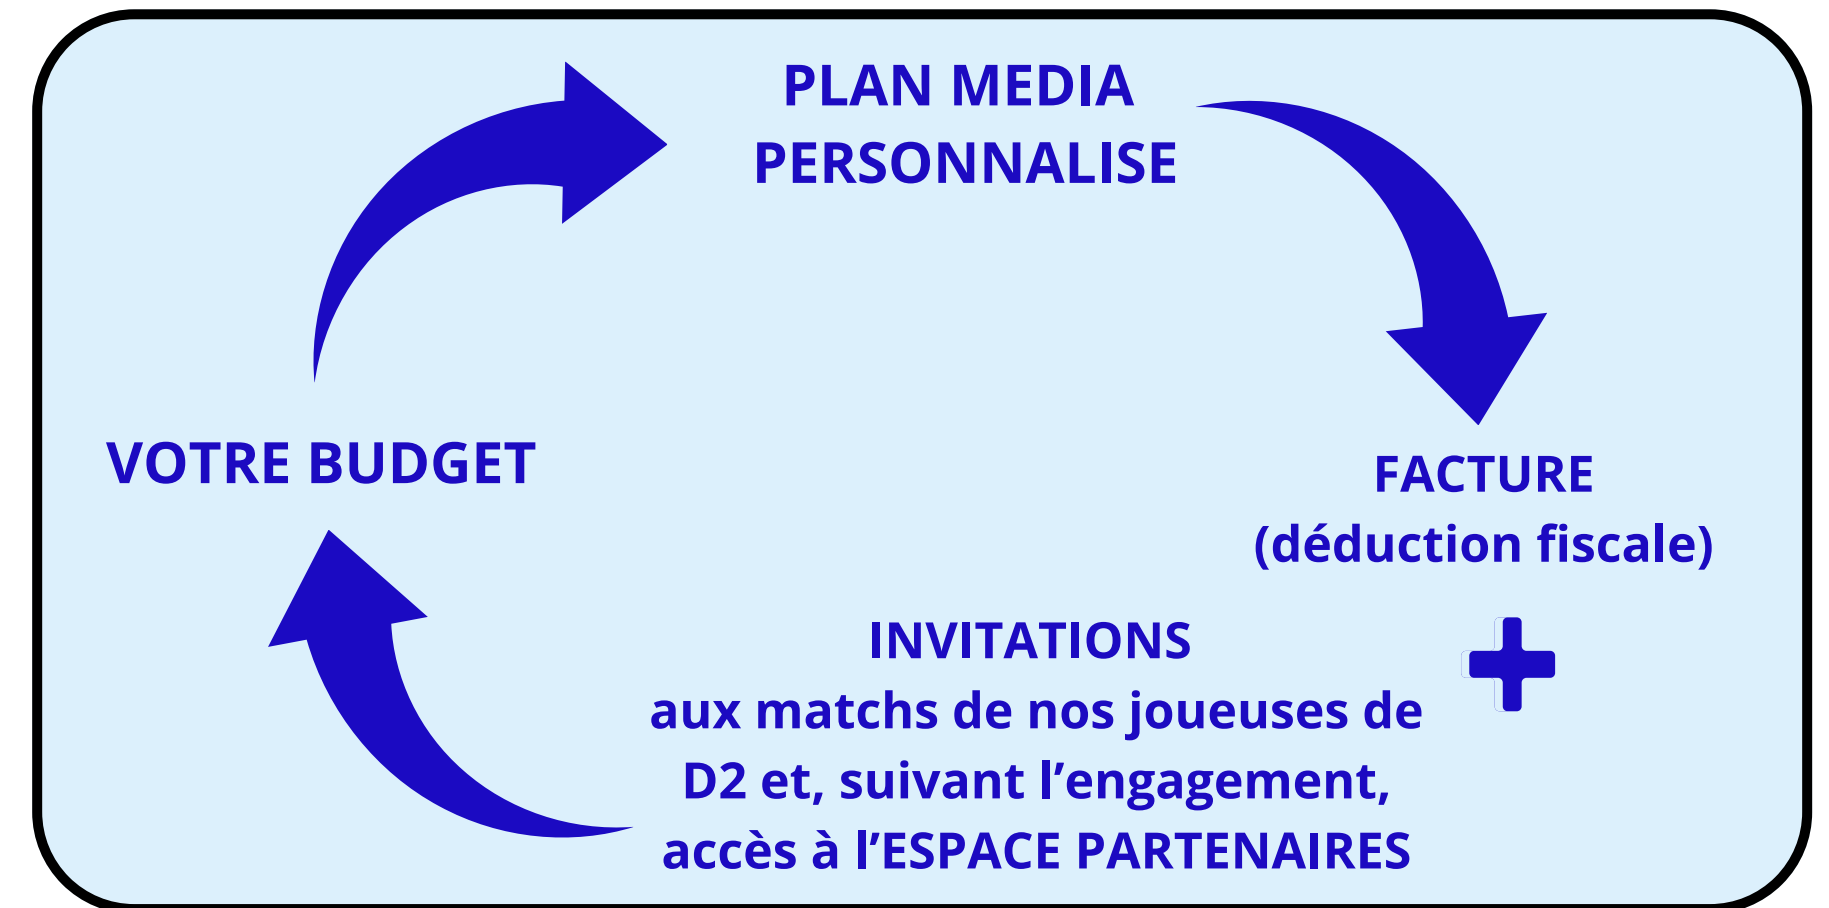 PLAN MEDIA
PERSONNALISE
VOTRE BUDGET
FACTURE
(déduction fiscale)
INVITATIONS
aux matchs de nos joueuses de
D2 et, suivant l’engagement,
accès à l’ESPACE PARTENAIRES